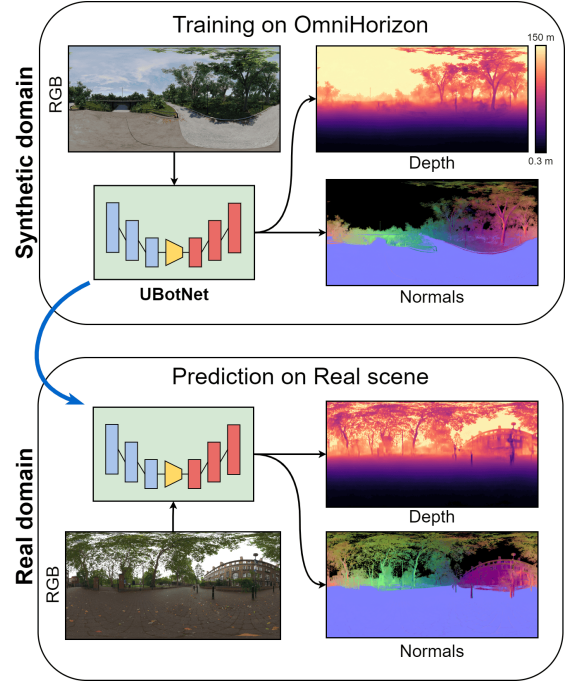 Training on OmniHorizon
Synthetic domain
RGB
150 m
0.3 m
Depth
UBotNet
Normals
Prediction on Real scene
Real domain
Depth
RGB
Normals